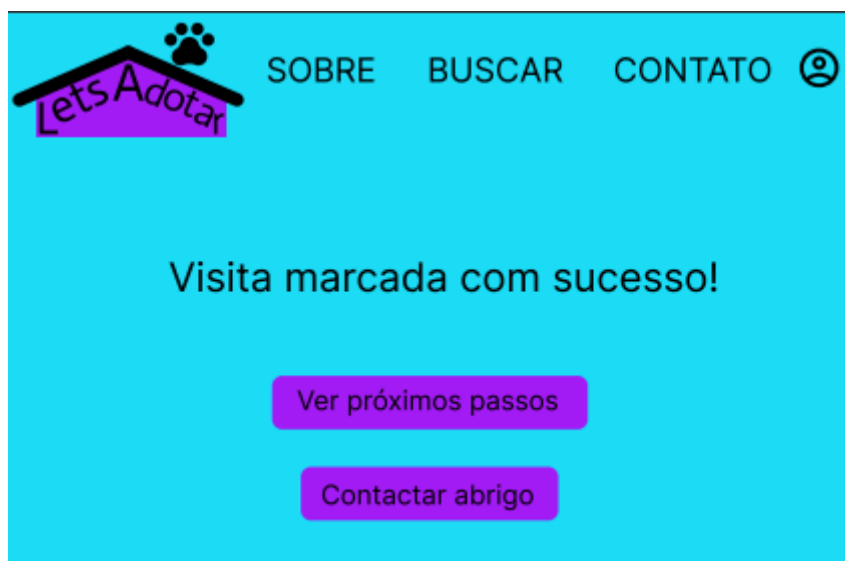 LetsAdotar
SOBRE BUSCAR CONTATO
Visita marcada com sucesso!
Ver próximos passos
Contactar abrigo